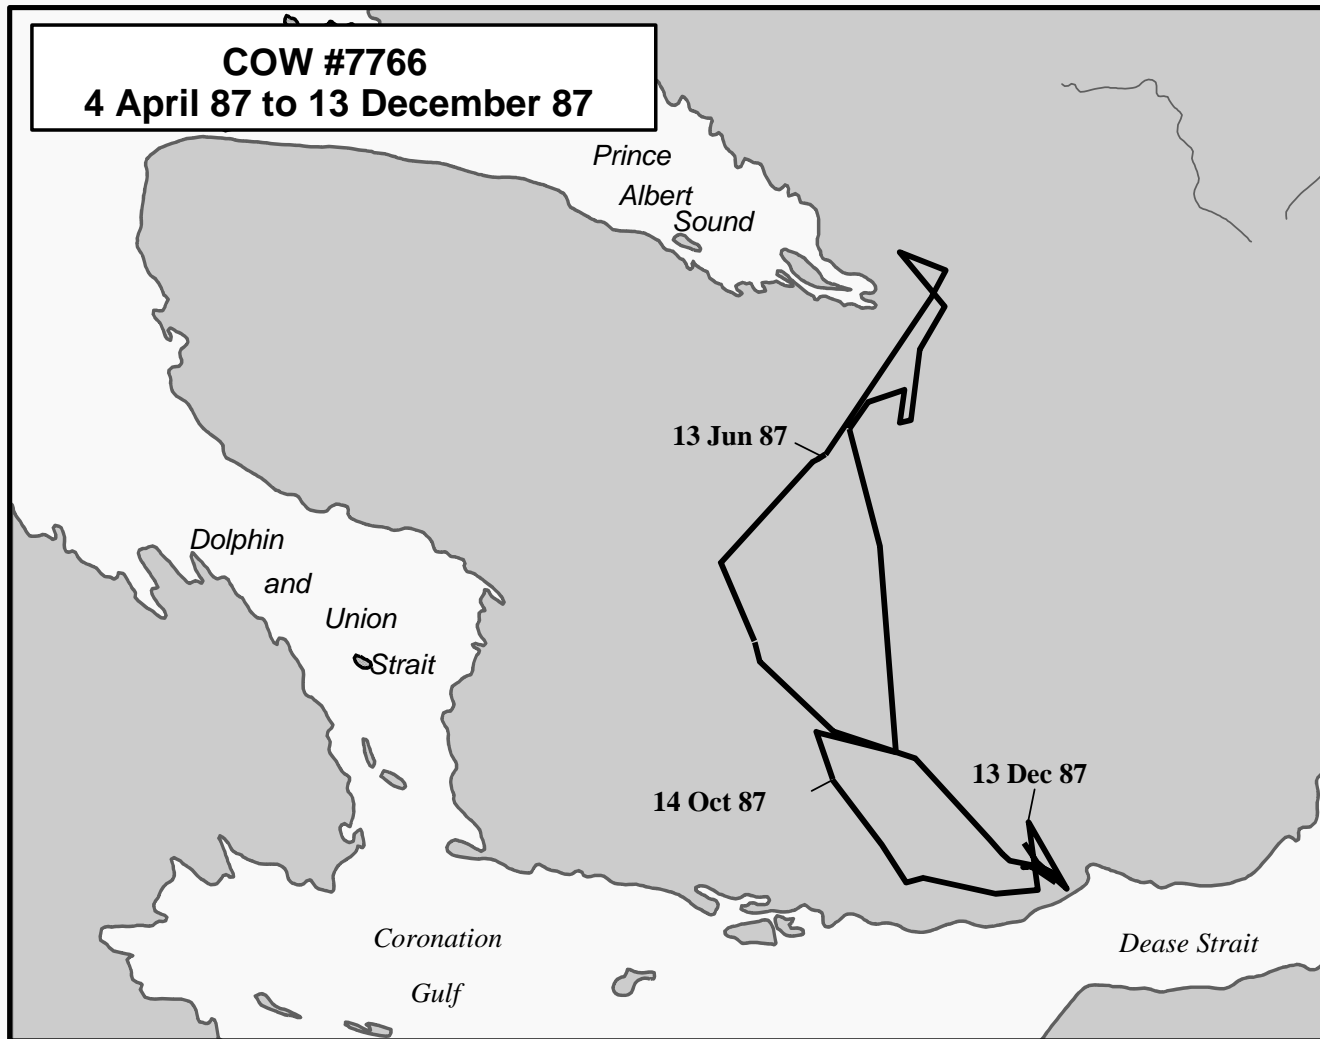 COW #7766
4 April 87 to 13 December 87
Prince
Albert
Sound
13 Jun 87
Dolphin
and
Union
Strait
13 Dec 87
14 Oct 87
Coronation
Gulf
Dease Strait